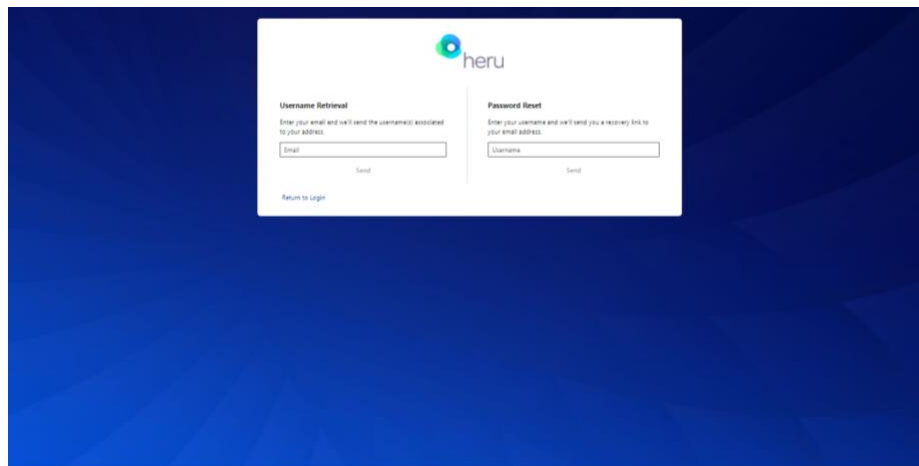 heru
Username Retrieval
Enter your email and we'll send the username(s) associated
to your address.
Email
Send
Password Reset
Enter your username and we'll send you a recovery link to
your email address.
Username
Send
Return to Login